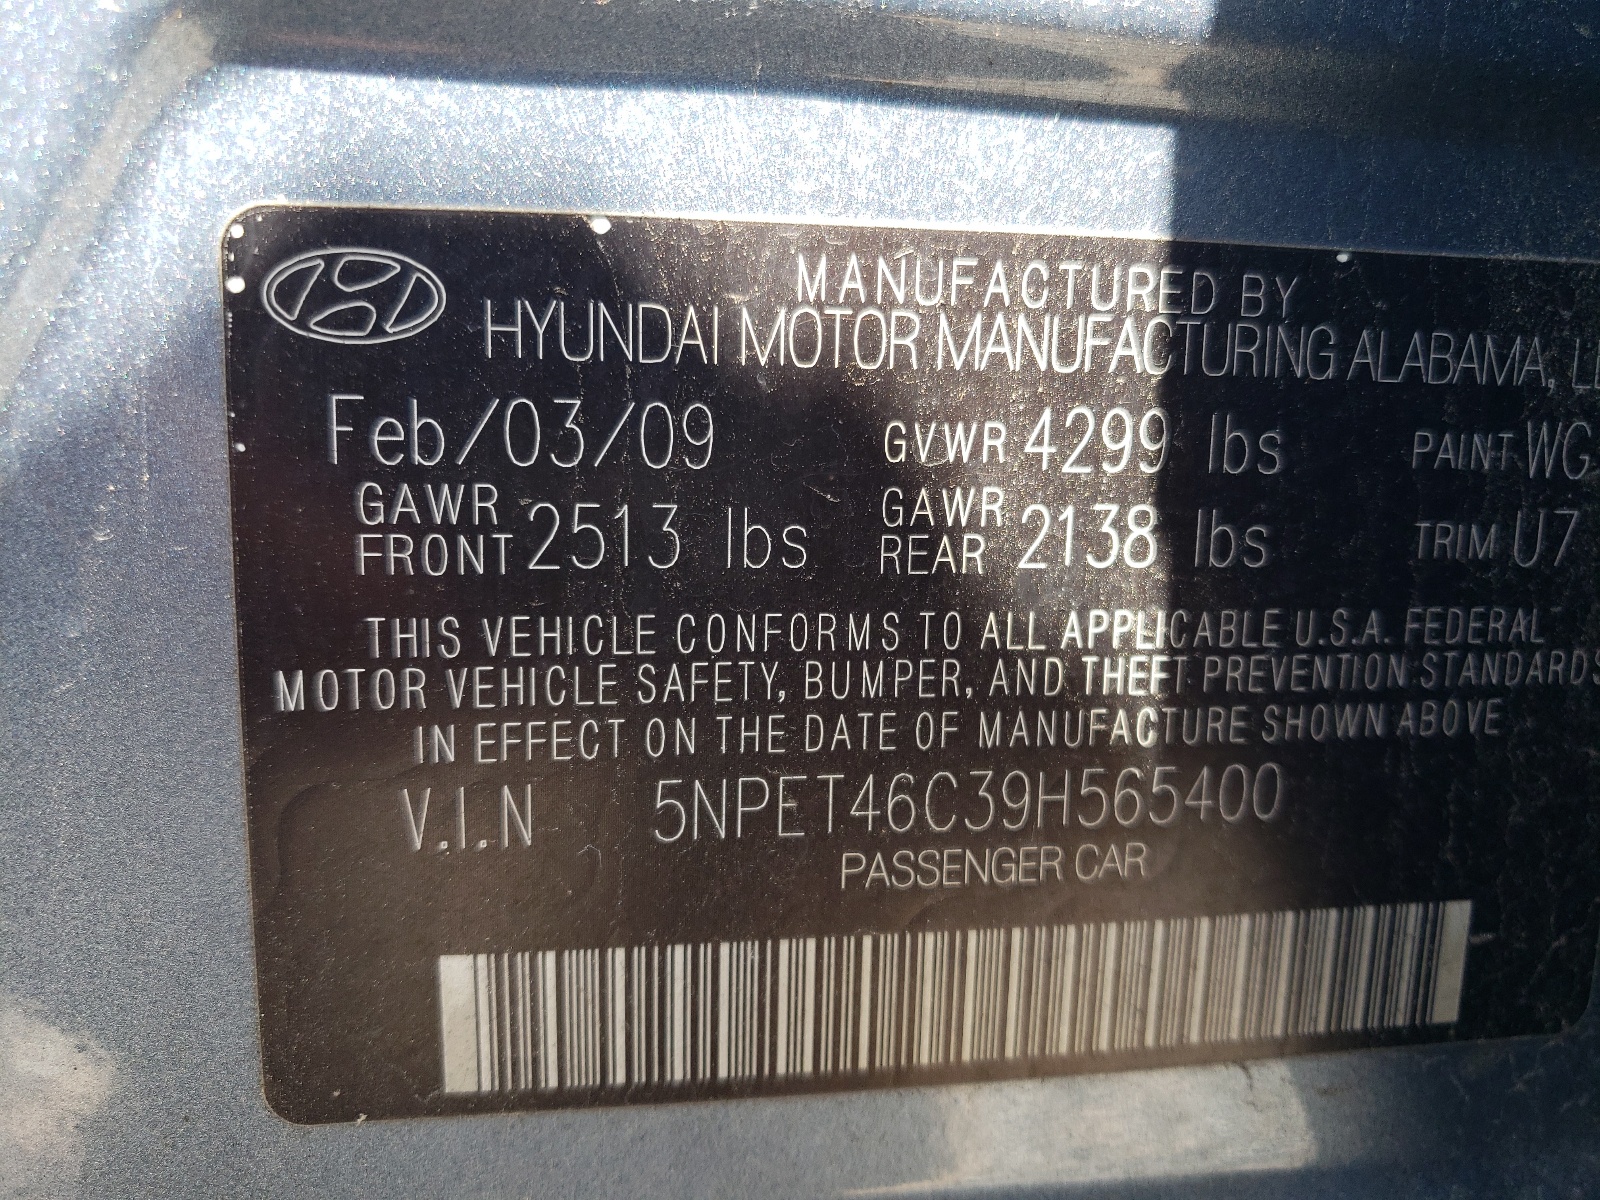 MANUFACTURED BY
HYUNDAI MOTOR MANUFACTURING ALABAMA,
Feb/03/09 GVWR 4299 lbs PAINT WG
GAWR FRONT 2513 lbs GAWR REAR 2138 lbs TRIM U7
THIS VEHICLE CONFORMS TO ALL APPLICABLE U.S.A. FEDERAL
MOTOR VEHICLE SAFETY, BUMPER, AND THEFT PREVENTION STANDARDS
IN EFFECT ON THE DATE OF MANUFACTURE SHOWN ABOVE
V.I.N 5NPET46C39H565400
PASSENGER CAR